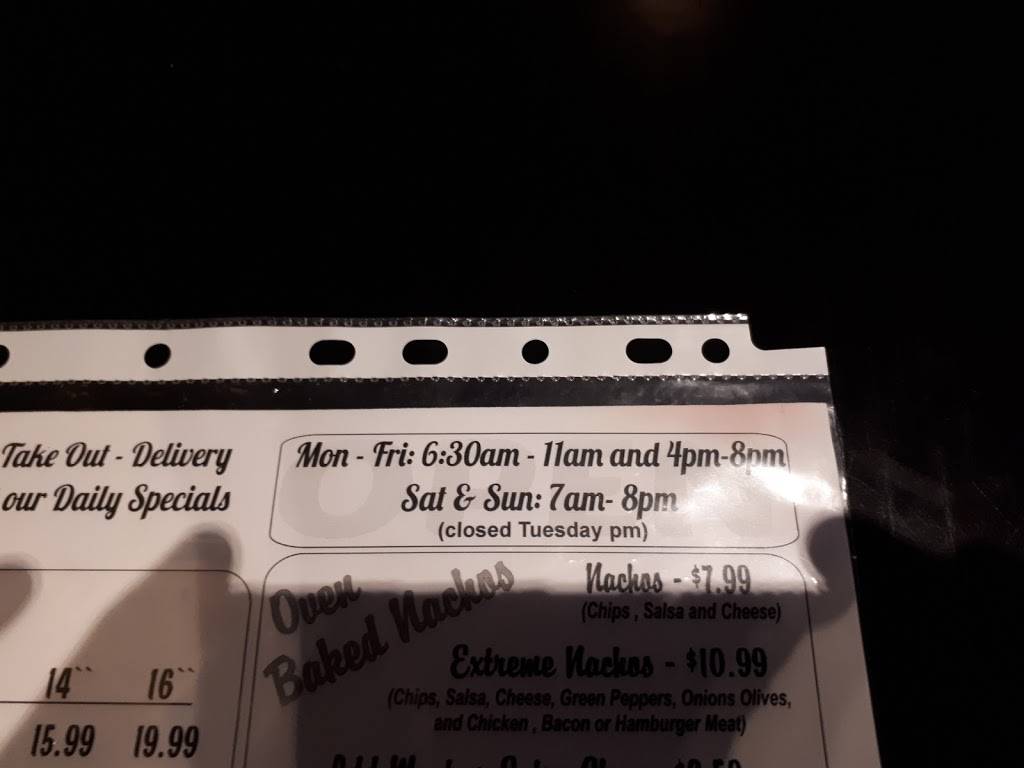 Take Out - Delivery
our Daily Specials
Mon - Fri: 6:30am - 11am and 4pm-8pm
Sat & Sun: 7am- 8pm
(closed Tuesday pm)
OPEN
Oven
Baked Nachos
Nachos - $7.99
(Chips , Salsa and Cheese)
Extreme Nachos - $10.99
(Chips, Salsa, Cheese, Green Peppers, Onions Olives,
and Chicken , Bacon or Hamburger Meat)
14`` 16``
15.99 19.99